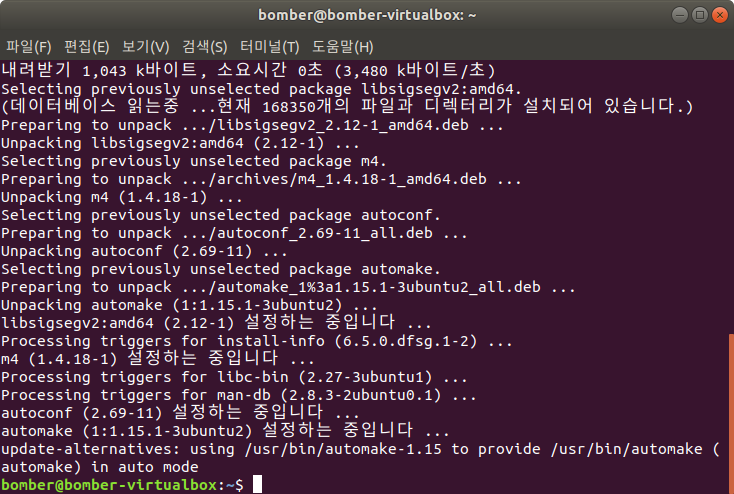 bomber@bomber-virtualbox: ~
파일(F) 편집(E) 보기(V) 검색(S) 터미널(T) 도움말(H)
내려받기 1,043 k바이트, 소요시간 0초 (3,480 k바이트/초)
Selecting previously unselected package libsigsegv2:amd64.
(데이터베이스 읽는중 ...현재 168350개의 파일과 디렉터리가 설치되어 있습니다.)
Preparing to unpack .../libsigsegv2_2.12-1_amd64.deb ...
Unpacking libsigsegv2:amd64 (2.12-1) ...
Selecting previously unselected package m4.
Preparing to unpack .../archives/m4_1.4.18-1_amd64.deb ...
Unpacking m4 (1.4.18-1) ...
Selecting previously unselected package autoconf.
Preparing to unpack .../autoconf_2.69-11_all.deb ...
Unpacking autoconf (2.69-11) ...
Selecting previously unselected package automake.
Preparing to unpack .../automake_1%3a1.15.1-3ubuntu2_all.deb ...
Unpacking automake (1:1.15.1-3ubuntu2) ...
libsigsegv2:amd64 (2.12-1) 설정하는 중입니다 ...
Processing triggers for install-info (6.5.0.dfsg.1-2) ...
m4 (1.4.18-1) 설정하는 중입니다 ...
Processing triggers for libc-bin (2.27-3ubuntu1) ...
Processing triggers for man-db (2.8.3-2ubuntu0.1) ...
autoconf (2.69-11) 설정하는 중입니다 ...
automake (1:1.15.1-3ubuntu2) 설정하는 중입니다 ...
update-alternatives: using /usr/bin/automake-1.15 to provide /usr/bin/automake (
automake) in auto mode
bomber@bomber-virtualbox:~$